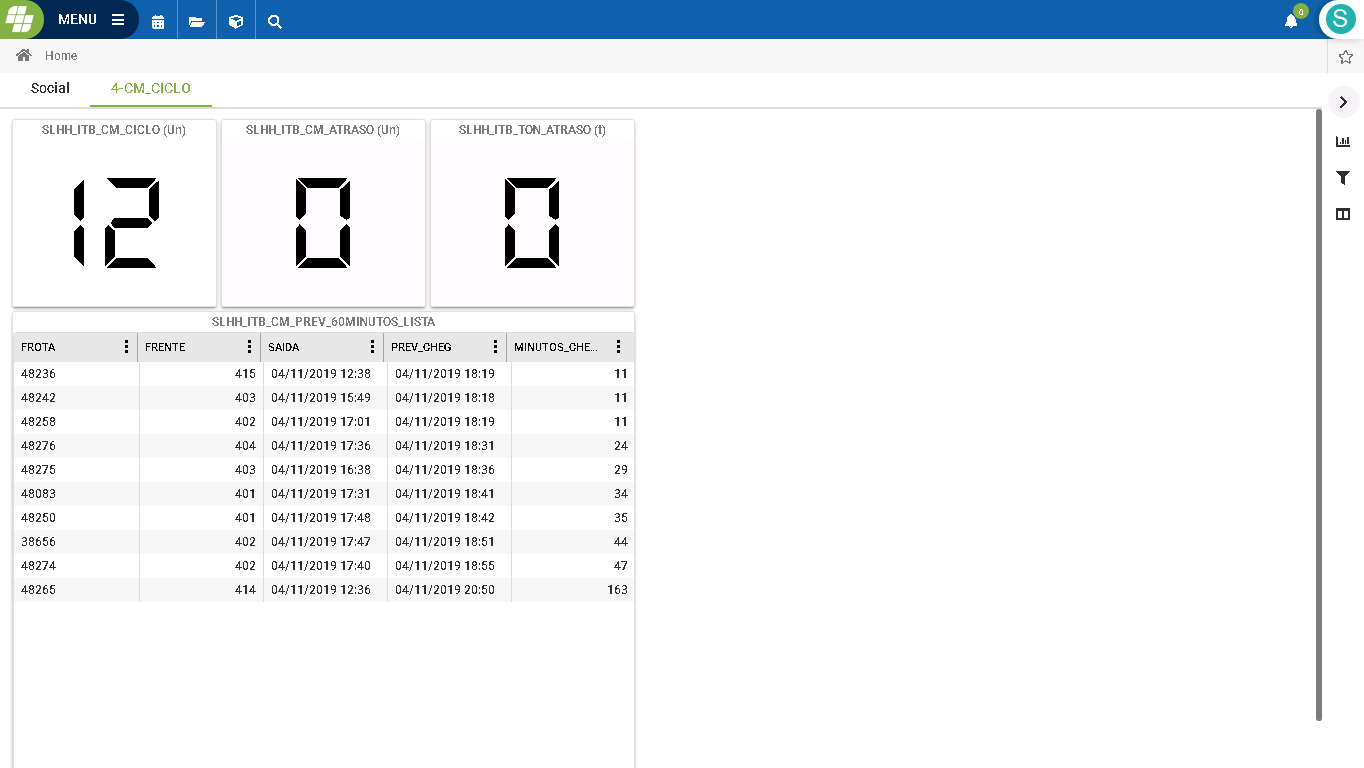 MENU
0
S
Home
Social 4-CM_CICLO
SLHH_ITB_CM_CICLO (Un) SLHH_ITB_CM_ATRASO (Un) SLHH_ITB_TON_ATRASO (t)
12 0 0
SLHH_ITB_CM_PREV_60MINUTOS_LISTA
FROTA FRENTE SAIDA PREV_CHEG MINUTOS_CHE...
48236 415 04/11/2019 12:38 04/11/2019 18:19 11
48242 403 04/11/2019 15:49 04/11/2019 18:18 11
48258 402 04/11/2019 17:01 04/11/2019 18:19 11
48276 404 04/11/2019 17:36 04/11/2019 18:31 24
48275 403 04/11/2019 16:38 04/11/2019 18:36 29
48083 401 04/11/2019 17:31 04/11/2019 18:41 34
48250 401 04/11/2019 17:48 04/11/2019 18:42 35
38656 402 04/11/2019 17:47 04/11/2019 18:51 44
48274 402 04/11/2019 17:40 04/11/2019 18:55 47
48265 414 04/11/2019 12:36 04/11/2019 20:50 163